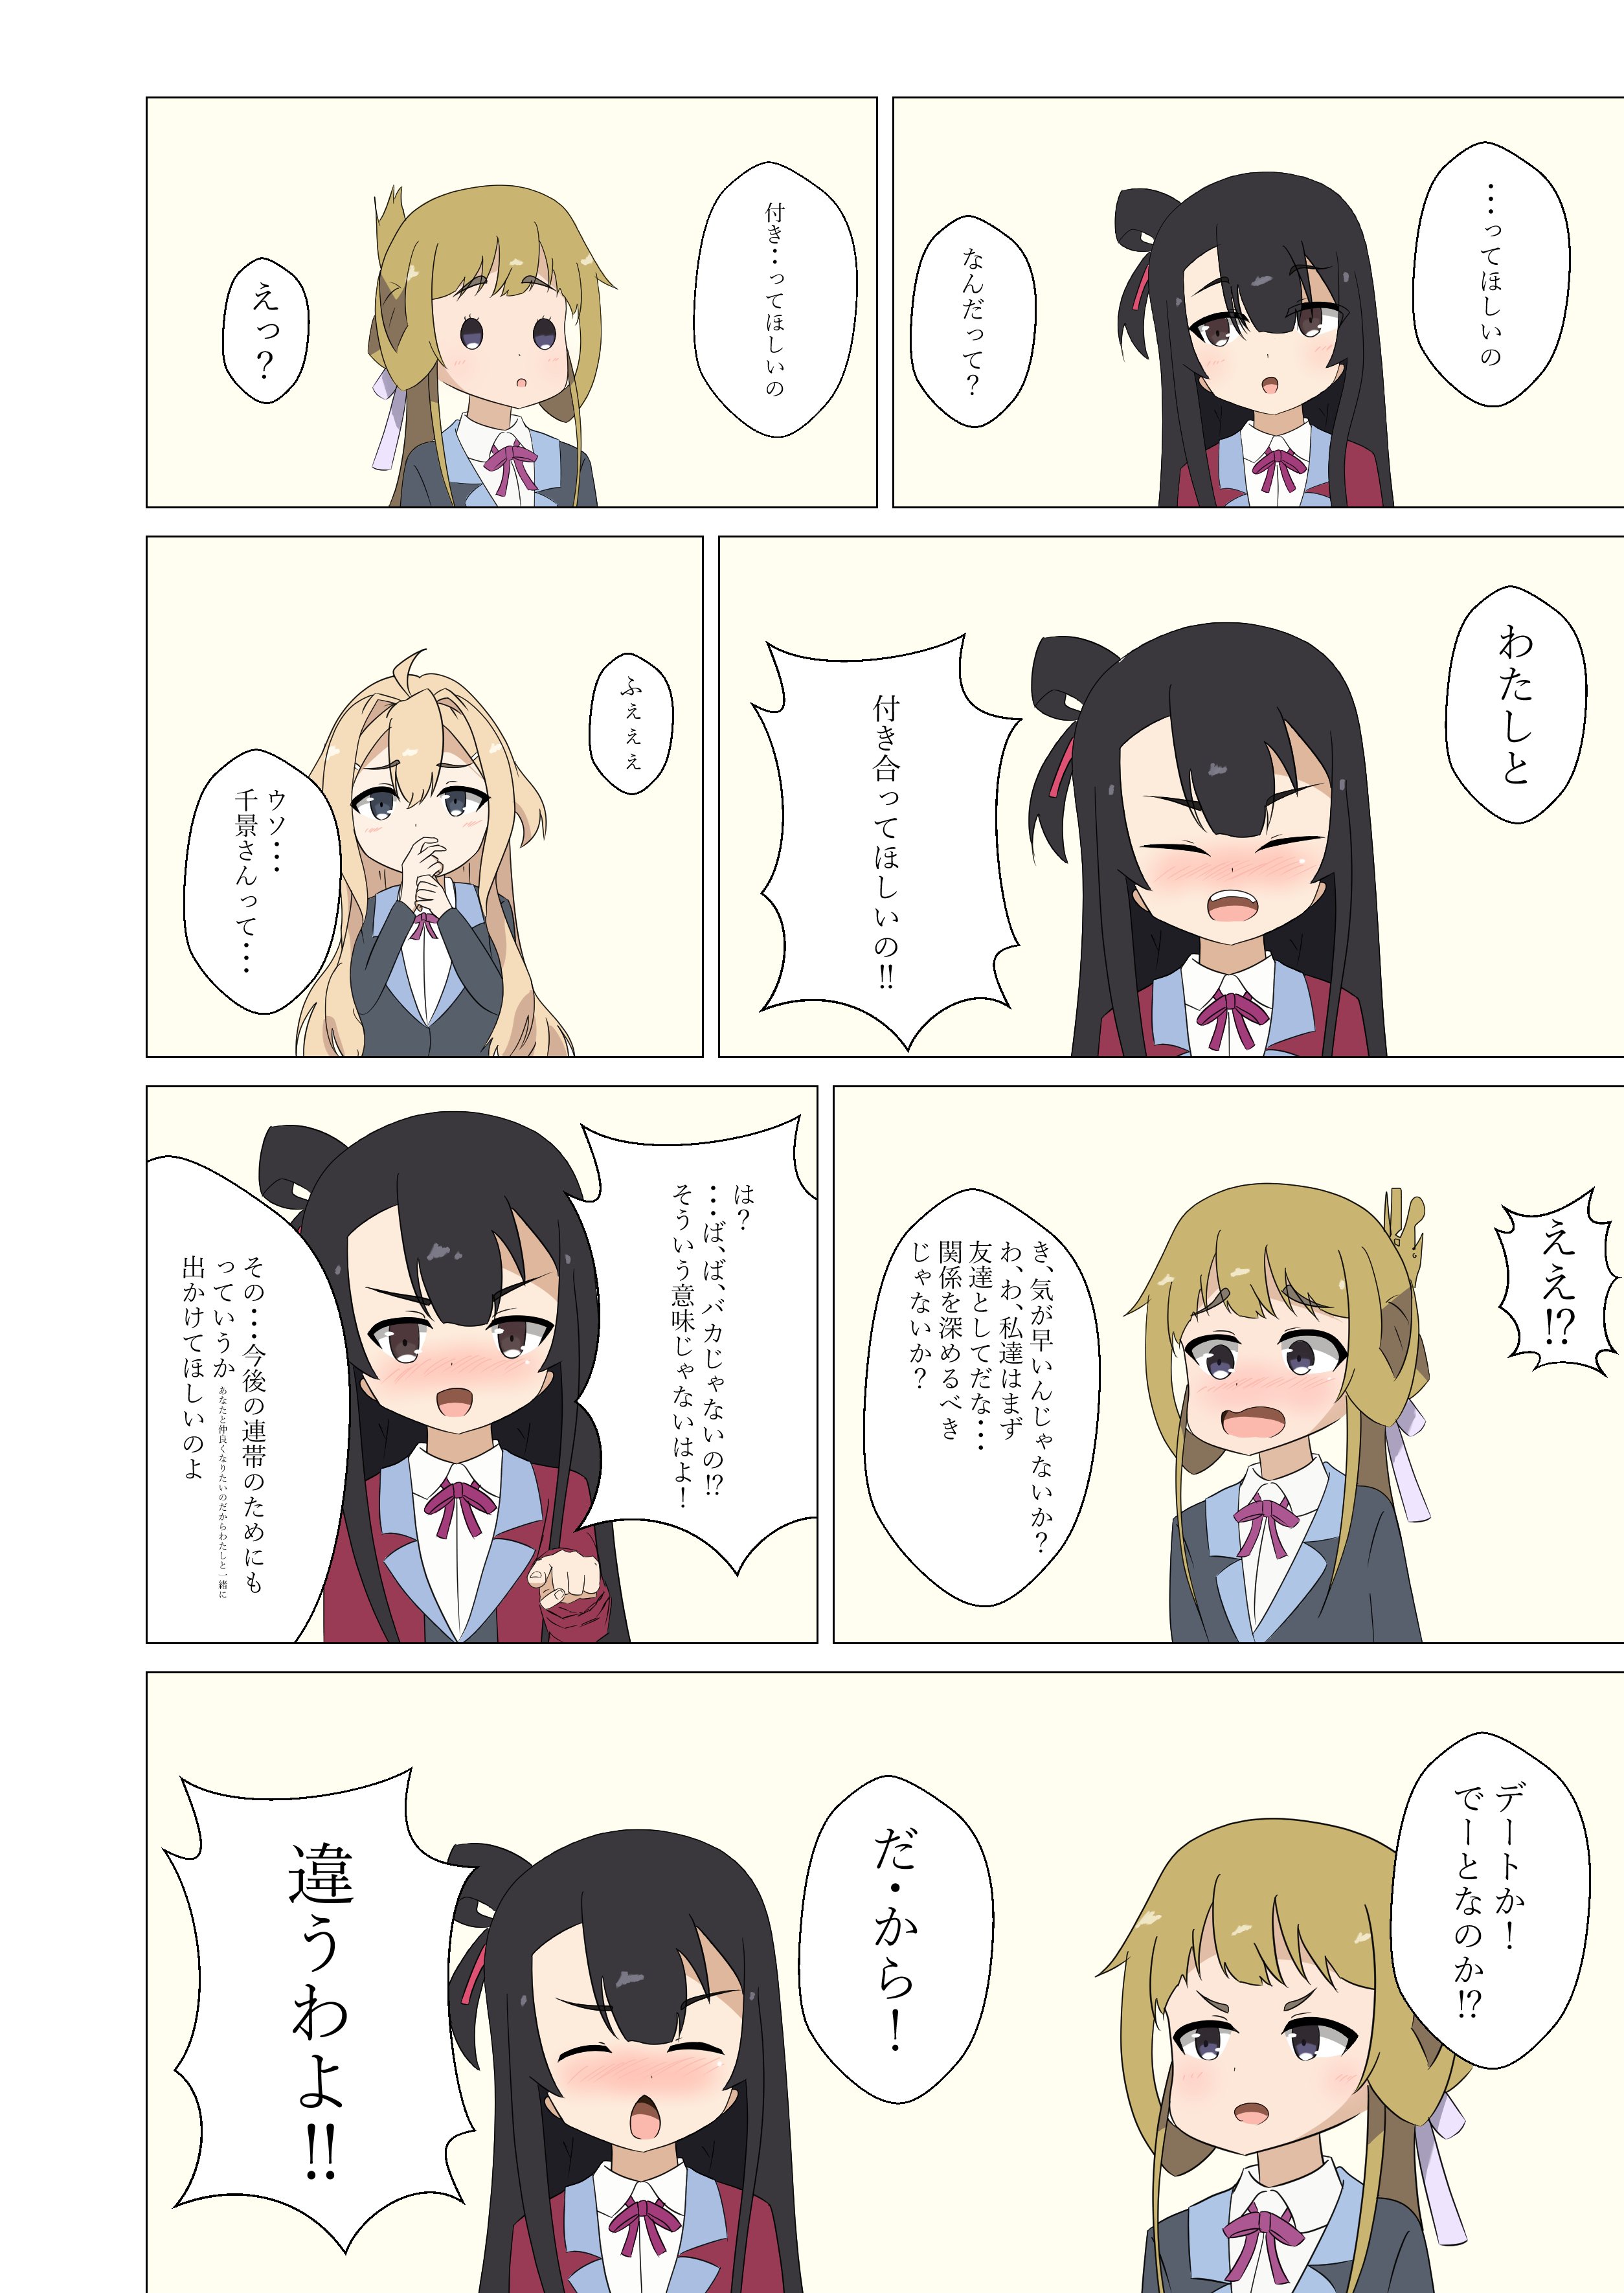 ・・・ってほしいの
なんだって？
付き・・ってほしいの
えっ？
わたしと
付き合ってほしいの!!
ふぇぇぇ
ウソ・・・
千景さんって・・・
ええ!?
き、気が早いんじゃないか？
わ、わ、私達はまず
友達としてだな・・・
関係を深めるべき
じゃないか？
は？
・・・ば、ば、バカじゃないの!?
そういう意味じゃないはよ！
その・・・今後の連帯のためにも
っていうか あなたと仲良くなりたいのだからわたしと一緒に
出かけてほしいのよ
デートか！
でーとなのか!?
だ・から！
違うわよ!!